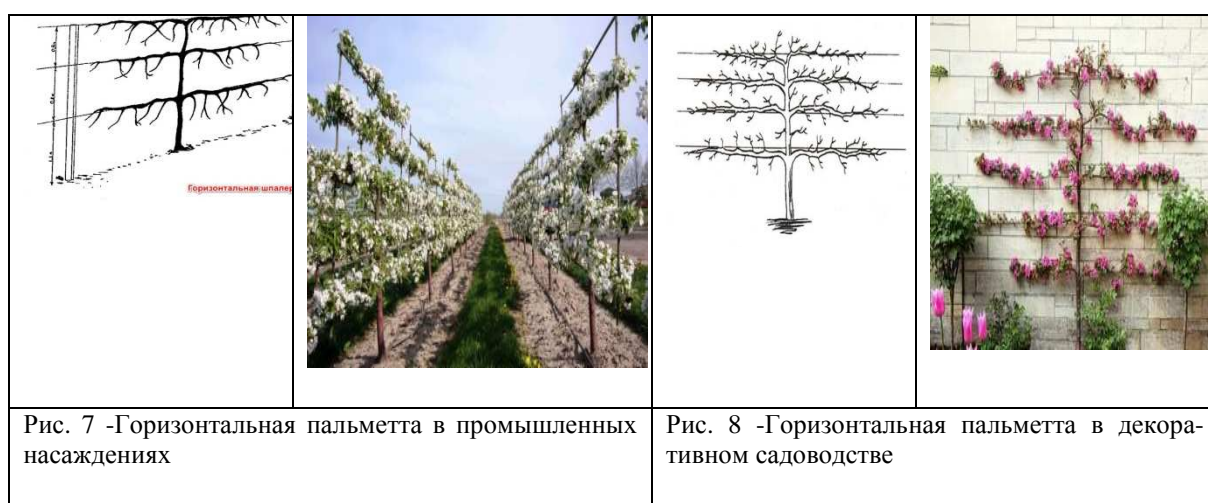 Горизонтальная шпалер
Рис. 7 -Горизонтальная пальметта в промышленных
насаждениях
Рис. 8 -Горизонтальная пальметта в декора-
тивном садоводстве